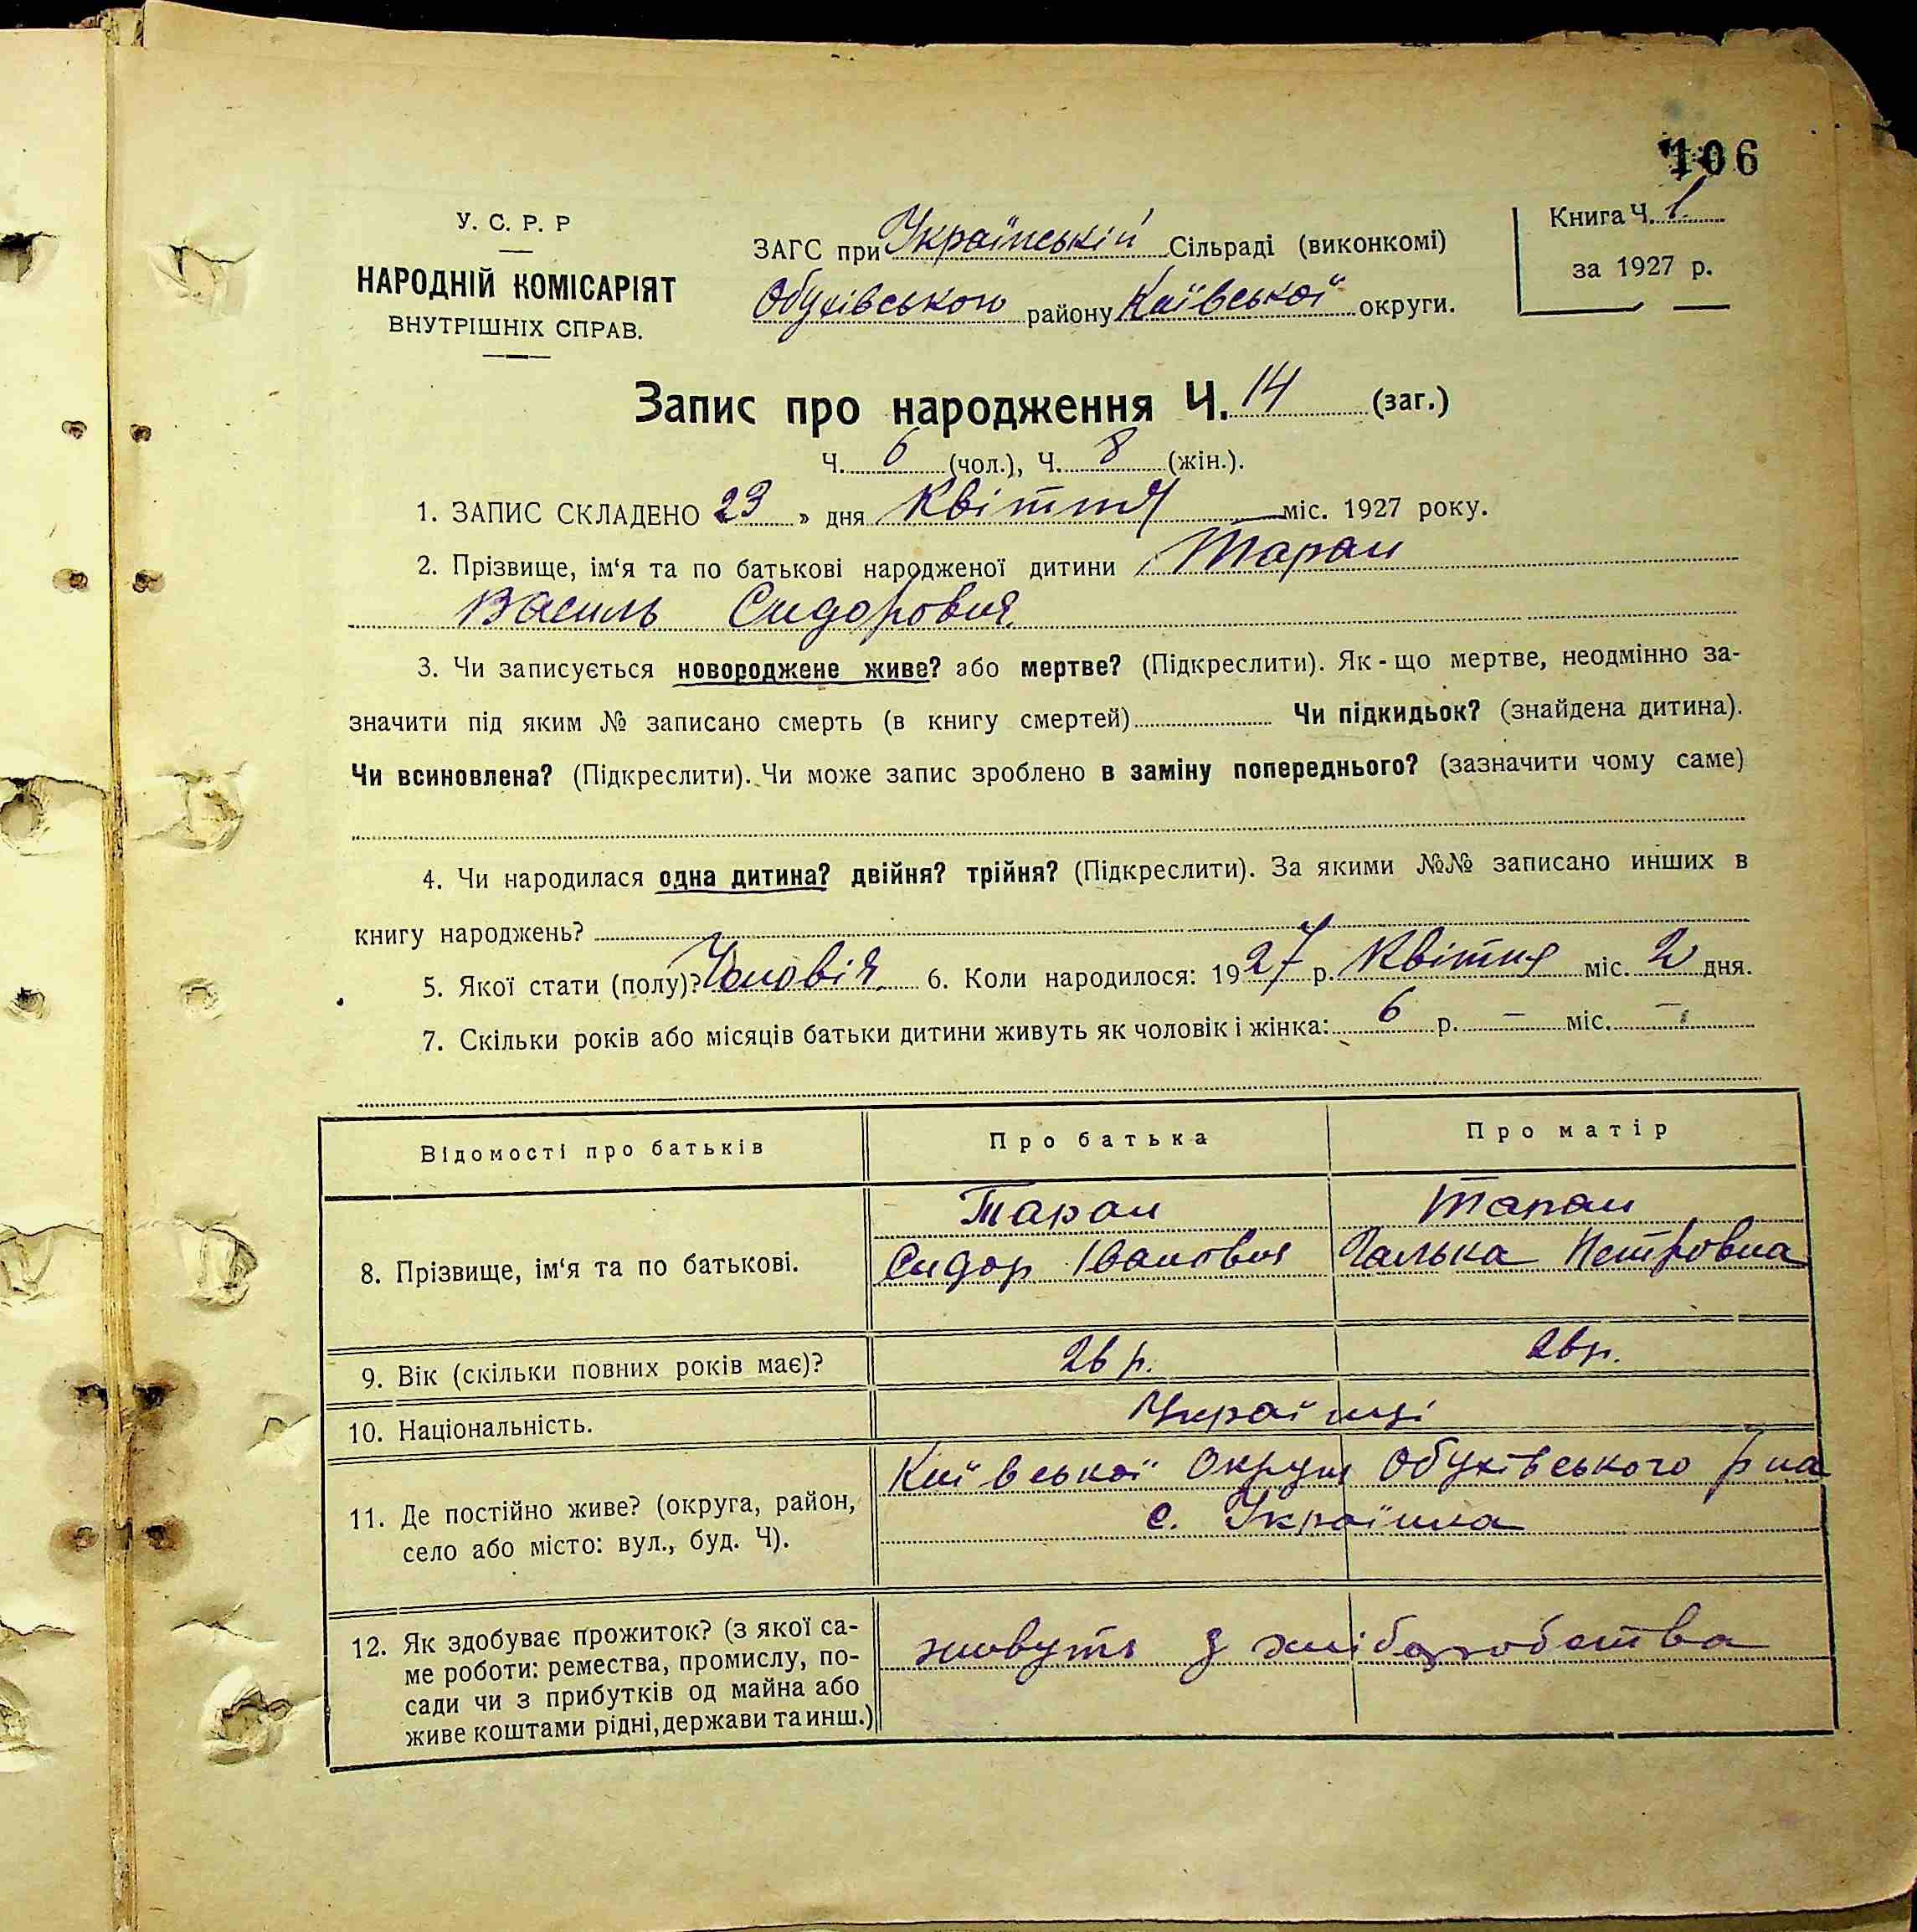 106
У. С. Р. Р
НАРОДНІЙ КОМІСАРІЯТ
ВНУТРІШНІХ СПРАВ.
ЗАГС при Українській Сільраді (виконкомі)
Обухівського району Київської округи.
Книга Ч. 1
за 1927 р.
Запис про народження Ч. 14 (заг.)
Ч. 6 (чол.), Ч. 8 (жін.).
1. ЗАПИС СКЛАДЕНО 23 » дня Квітня міс. 1927 року.
2. Прізвище, ім‘я та по батькові народженої дитини Таран
Василь Сидорович.
3. Чи записується новороджене живе? або мертве? (Підкреслити). Як-що мертве, неодмінно за-
значити під яким № записано смерть (в книгу смертей) Чи підкидьок? (знайдена дитина).
Чи всиновлена? (Підкреслити). Чи може запис зроблено в заміну попереднього? (зазначити чому саме)
4. Чи народилася одна дитина? двійня? трійня? (Підкреслити). За якими №№ записано инших в
книгу народжень?
5. Якої стати (полу)? Чоловіч. 6. Коли народилося: 1927 р. Квітня міс. 2 дня.
7. Скільки років або місяців батьки дитини живуть як чоловік і жінка: 6 р. — міс. —
Відомості про батьків Про батька Про матір
8. Прізвище, ім‘я та по батькові.
Таран Таран
Сидор Іванович Галька Петровна
9. Вік (скільки повних років має)? 26 р. 26 р.
10. Національність. Українці
11. Де постійно живе? (округа, район,
село або місто: вул., буд. Ч).
Київської Округи Обухівського Р на
с. Українка
12. Як здобуває прожиток? (з якої са-
ме роботи: ремества, промислу, по-
сади чи з прибутків од майна або
живе коштами рідні, держави та инш.)
живуть з хліборобства